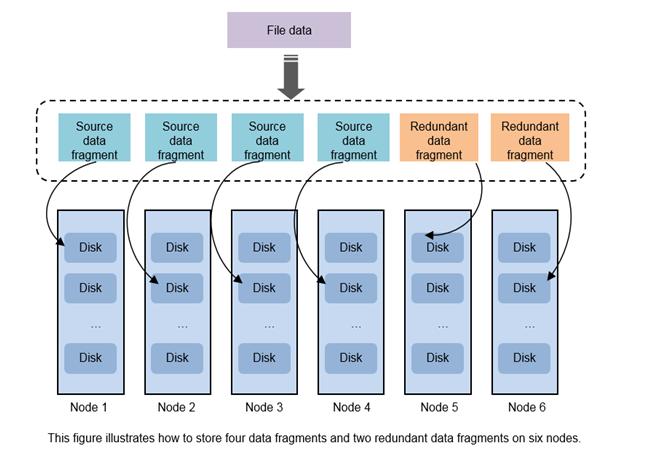 File data
Source
data
fragment
Source
data
fragment
Source
data
fragment
Source
data
fragment
Redundant
data
fragment
Redundant
data
fragment
Disk Disk Disk Disk Disk Disk
Disk Disk Disk Disk Disk Disk
... ... ... ... ... ...
Disk Disk Disk Disk Disk Disk
Node 1 Node 2 Node 3 Node 4 Node 5 Node 6
This figure illustrates how to store four data fragments and two redundant data fragments on six nodes.